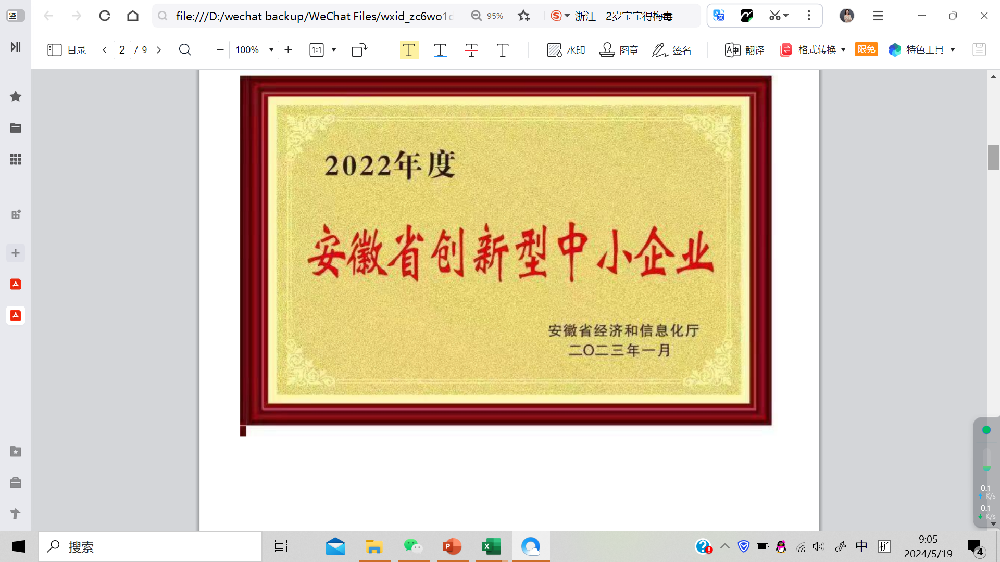 竖
file:///D:/wechat backup/WeChat Files/wxid_zc6wo1
95%
浙江一2岁宝宝得梅毒
目录
2 / 9
100%
1:1
水印
图章
签名
翻译
格式转换
限免
特色工具
2022年度
安徽省创新型中小企业
安徽省经济和信息化厅
二〇二三年一月
0.1
K/s
0.1
K/s
搜索
中
拼
9:05
2024/5/19
4